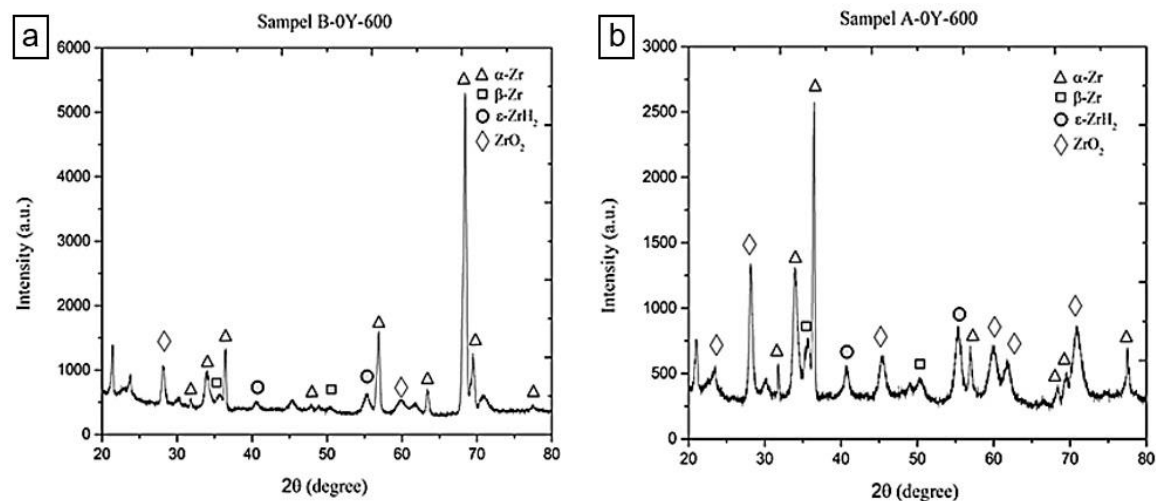 a
Sampel B-0Y-600
6000
5000
4000
3000
2000
1000
0
Intensity (a.u.)
α-Zr
β-Zr
ε-ZrH2
ZrO2
20 30 40 50 60 70 80
2θ (degree)
b
Sampel A-0Y-600
3000
2500
2000
1500
1000
500
0
Intensity (a.u.)
α-Zr
β-Zr
ε-ZrH2
ZrO2
20 30 40 50 60 70 80
2θ (degree)